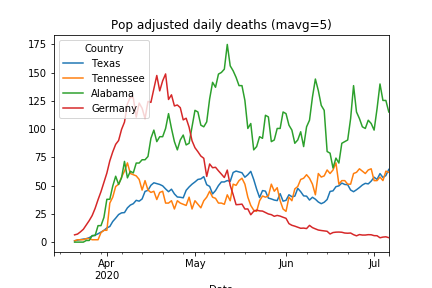 Pop adjusted daily deaths (mavg=5)
175
150
125
100
75
50
25
0
Country
Texas
Tennessee
Alabama
Germany
Apr
2020
May
Jun
Jul
Date